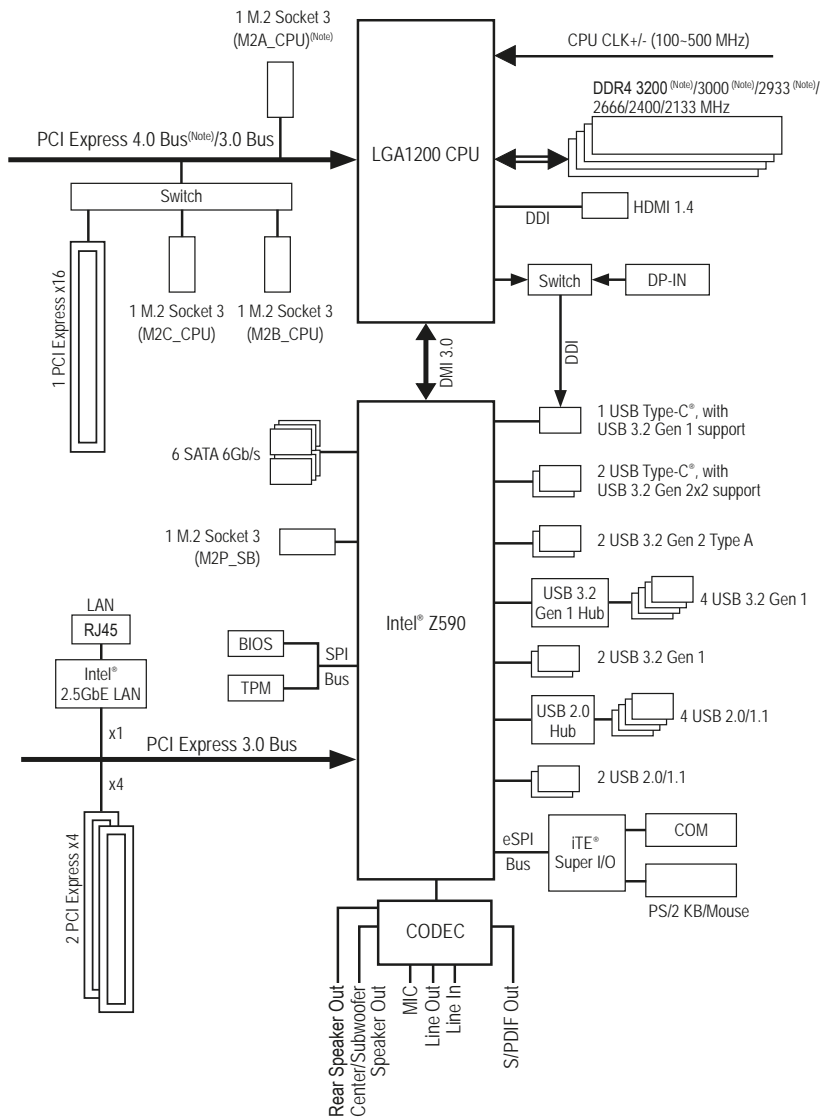 1 M.2 Socket 3
(M2A_CPU)(Note)
CPU CLK+/- (100~500 MHz)
DDR4 3200 (Note)/3000 (Note)/2933 (Note)/
2666/2400/2133 MHz
PCI Express 4.0 Bus(Note)/3.0 Bus
LGA1200 CPU
Switch
DDI
HDMI 1.4
1 PCI Express x16
1 M.2 Socket 3
(M2C_CPU)
1 M.2 Socket 3
(M2B_CPU)
Switch
DP-IN
DDI
DMI 3.0
1 USB Type-C®, with
USB 3.2 Gen 1 support
6 SATA 6Gb/s
2 USB Type-C®, with
USB 3.2 Gen 2x2 support
1 M.2 Socket 3
(M2P_SB)
2 USB 3.2 Gen 2 Type A
Intel® Z590
USB 3.2
Gen 1 Hub
4 USB 3.2 Gen 1
LAN
RJ45
Intel®
2.5GbE LAN
BIOS
TPM
SPI
Bus
2 USB 3.2 Gen 1
USB 2.0
Hub
4 USB 2.0/1.1
x1
PCI Express 3.0 Bus
x4
2 USB 2.0/1.1
2 PCI Express x4
eSPI
Bus
iTE®
Super I/O
COM
PS/2 KB/Mouse
CODEC
Rear Speaker Out
Center/Subwoofer
Speaker Out
MIC
Line Out
Line In
S/PDIF Out